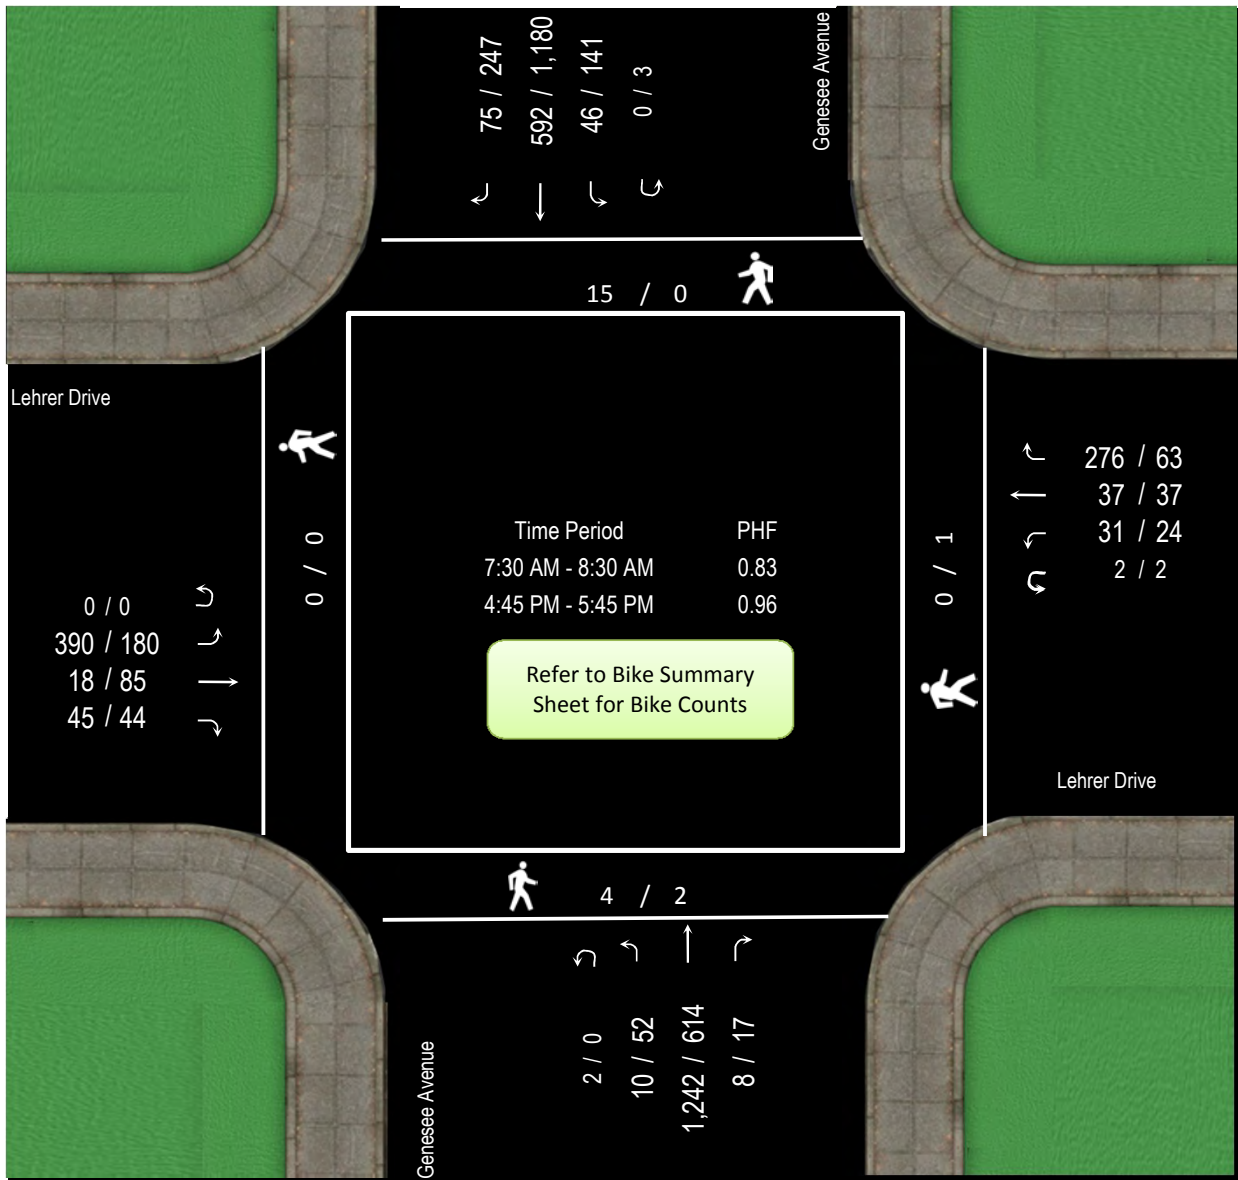 75 / 247
592 / 1,180
46 / 141
0 / 3
Genesee Avenue
15 / 0
Lehrer Drive
0 / 0
0 / 0
390 / 180
18 / 85
45 / 44
Time Period PHF
7:30 AM - 8:30 AM 0.83
4:45 PM - 5:45 PM 0.96
Refer to Bike Summary
Sheet for Bike Counts
0 / 1
276 / 63
37 / 37
31 / 24
2 / 2
Lehrer Drive
4 / 2
Genesee Avenue
2 / 0
10 / 52
1,242 / 614
8 / 17